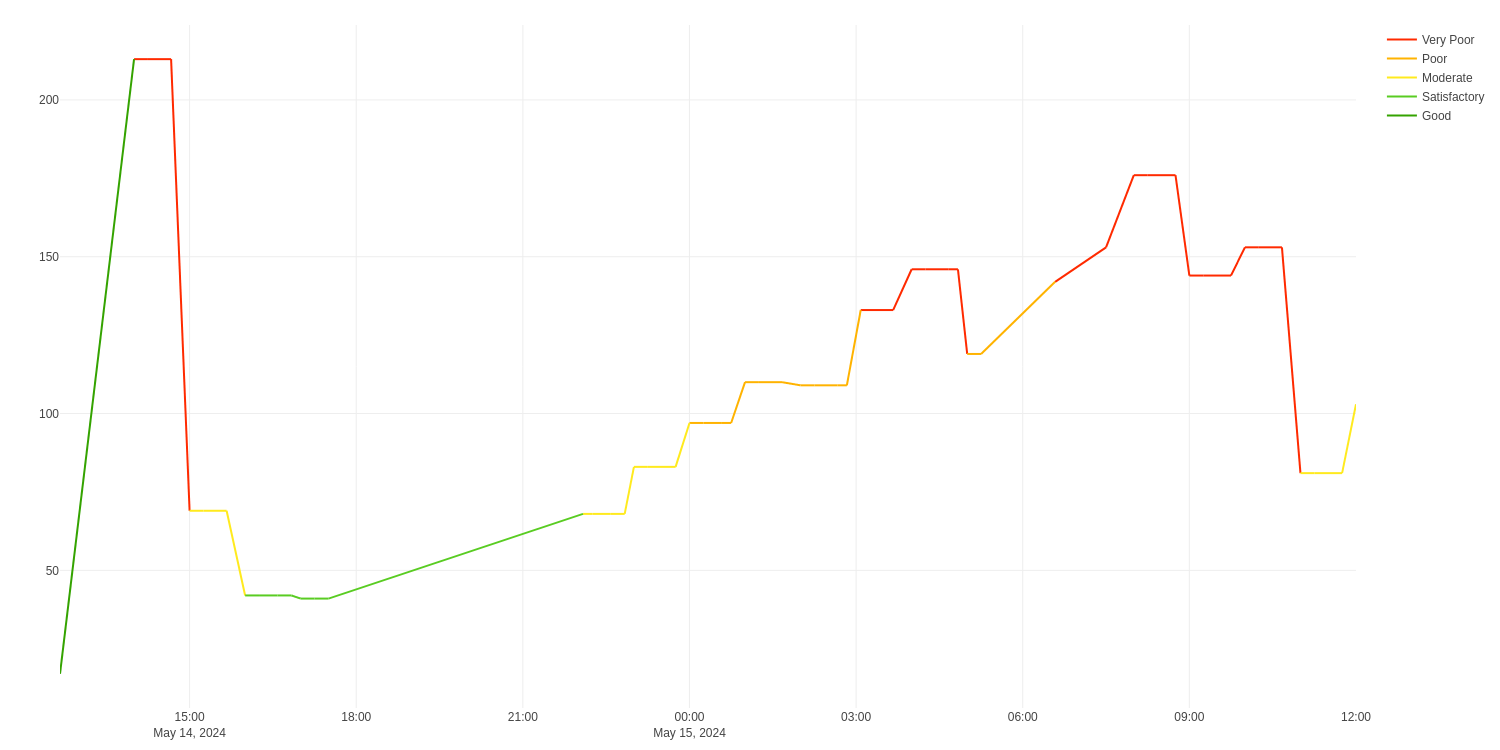 200
150
100
50
15:00
May 14, 2024
18:00
21:00
00:00
May 15, 2024
03:00
06:00
09:00
12:00
Very Poor
Poor
Moderate
Satisfactory
Good